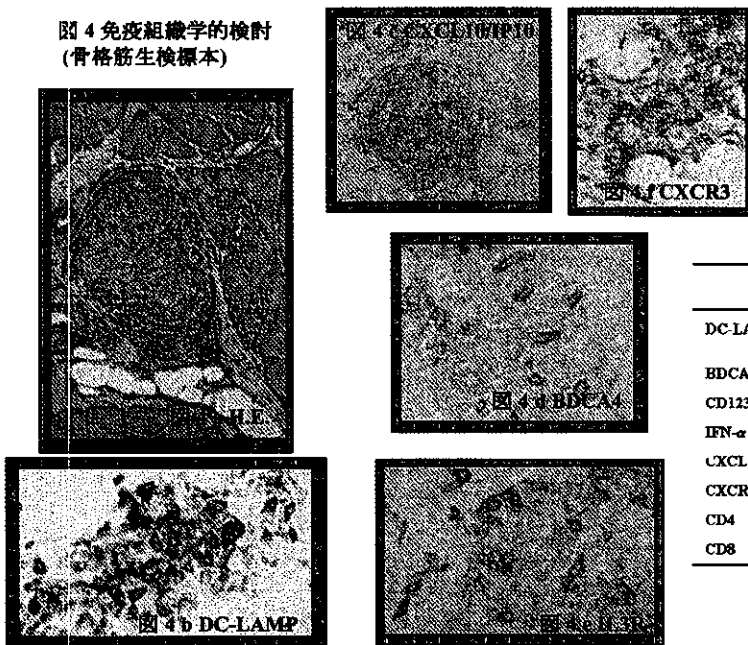 図 4 免疫組織学的検討
(骨格筋生検標本)
図 4 c CXCL10/IP10
図 4 f CXCR3
H.E.
図 4 d BDCA4
図 4 b DC-LAMP
図 4 e IL3R
DC-LA
BDCA
CD123
IFN-α
CXCL
CXCR
CD4
CD8